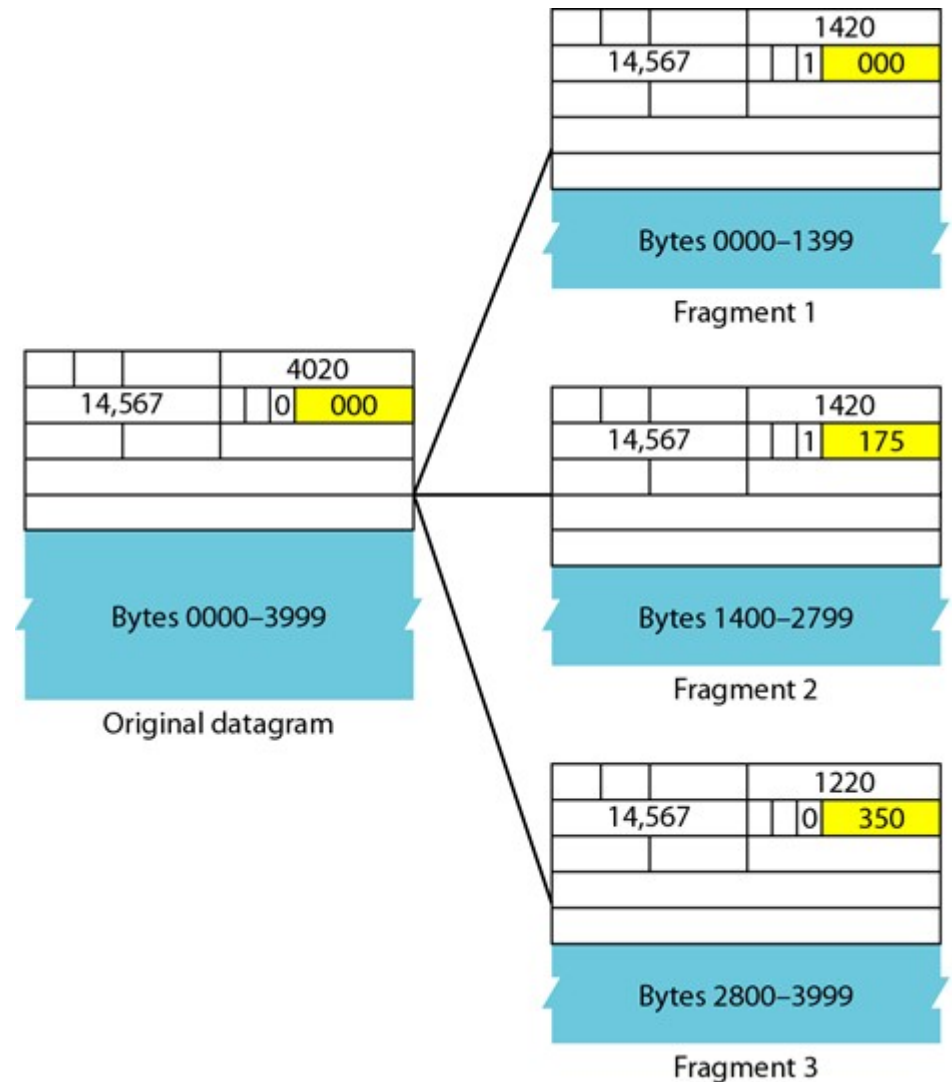 4020
14,567 0 000
Bytes 0000–3999
Original datagram
1420
14,567 1 000
Bytes 0000–1399
Fragment 1
1420
14,567 1 175
Bytes 1400–2799
Fragment 2
1220
14,567 0 350
Bytes 2800–3999
Fragment 3